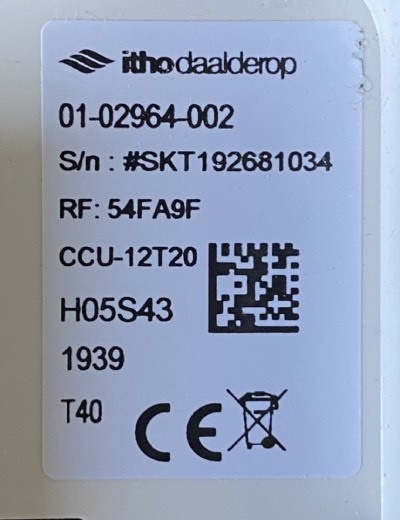 ithodaalderop
01-02964-002
S/n : #SKT192681034
RF: 54FA9F
CCU-12T20
H05S43
1939
T40
CE